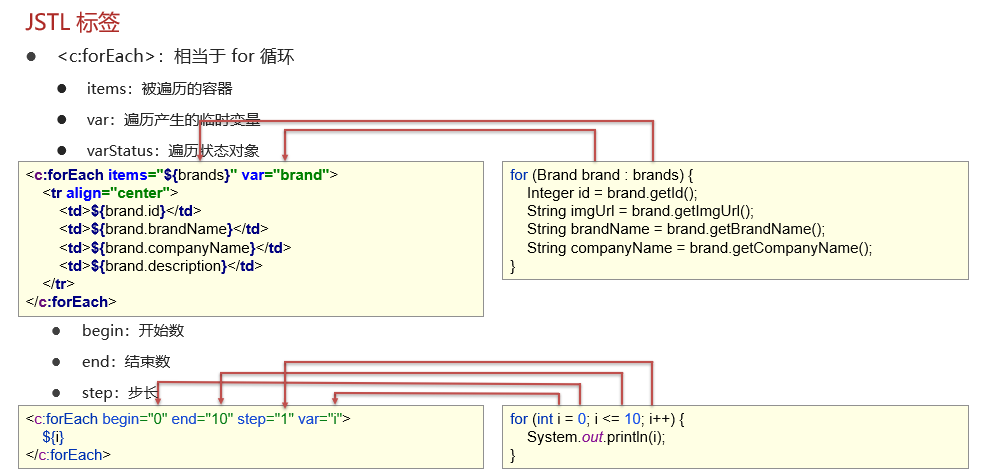 JSTL 标签
● <c:forEach>：相当于 for 循环
● items：被遍历的容器
● var：遍历产生的临时变量
● varStatus：遍历状态对象
<c:forEach items="${brands}" var="brand">
<tr align="center">
<td>${brand.id}</td>
<td>${brand.brandName}</td>
<td>${brand.companyName}</td>
<td>${brand.description}</td>
</tr>
</c:forEach>
for (Brand brand : brands) {
Integer id = brand.getId();
String imgUrl = brand.getImgUrl();
String brandName = brand.getBrandName();
String companyName = brand.getCompanyName();
}
● begin：开始数
● end：结束数
● step：步长
<c:forEach begin="0" end="10" step="1" var="i">
${i}
</c:forEach>
for (int i = 0; i <= 10; i++) {
System.out.println(i);
}